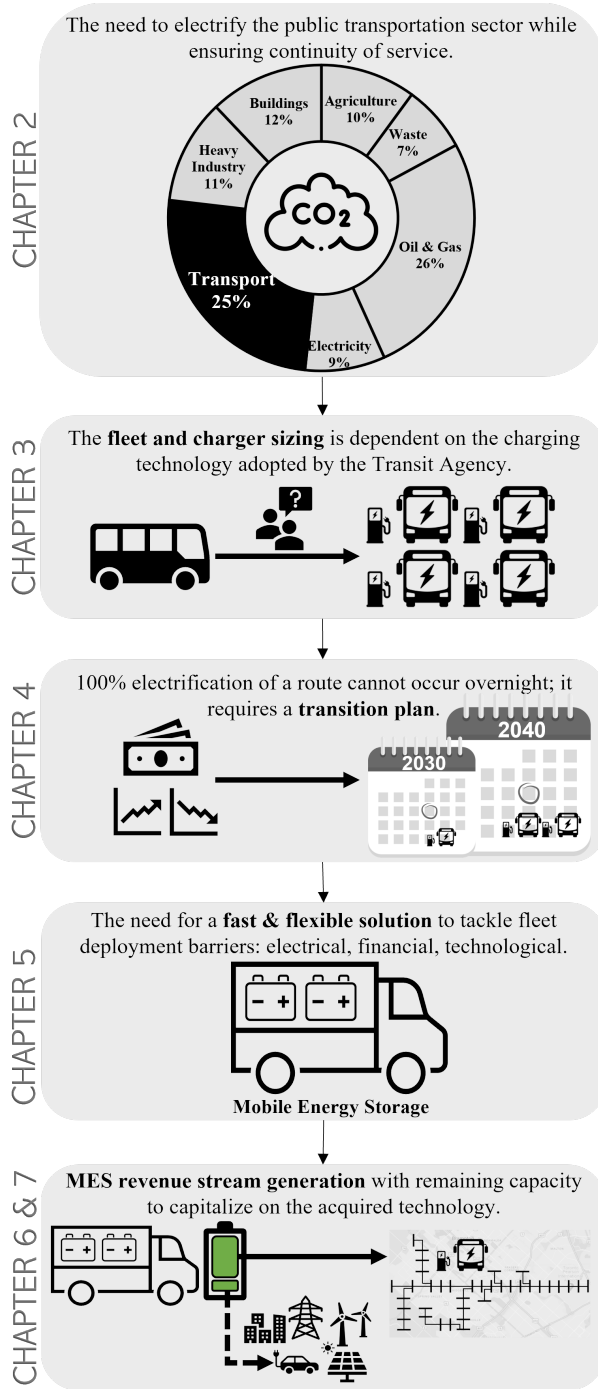 CHAPTER 2
The need to electrify the public transportation sector while
ensuring continuity of service.
Buildings
12%
Agriculture
10%
Waste
7%
Heavy
Industry
11%
CO2
Oil & Gas
26%
Transport
25%
Electricity
9%
CHAPTER 3
The fleet and charger sizing is dependent on the charging
technology adopted by the Transit Agency.
?
CHAPTER 4
100% electrification of a route cannot occur overnight; it
requires a transition plan.
2040
2030
CHAPTER 5
The need for a fast & flexible solution to tackle fleet
deployment barriers: electrical, financial, technological.
- + - +
Mobile Energy Storage
CHAPTER 6 & 7
MES revenue stream generation with remaining capacity
to capitalize on the acquired technology.
- + - +